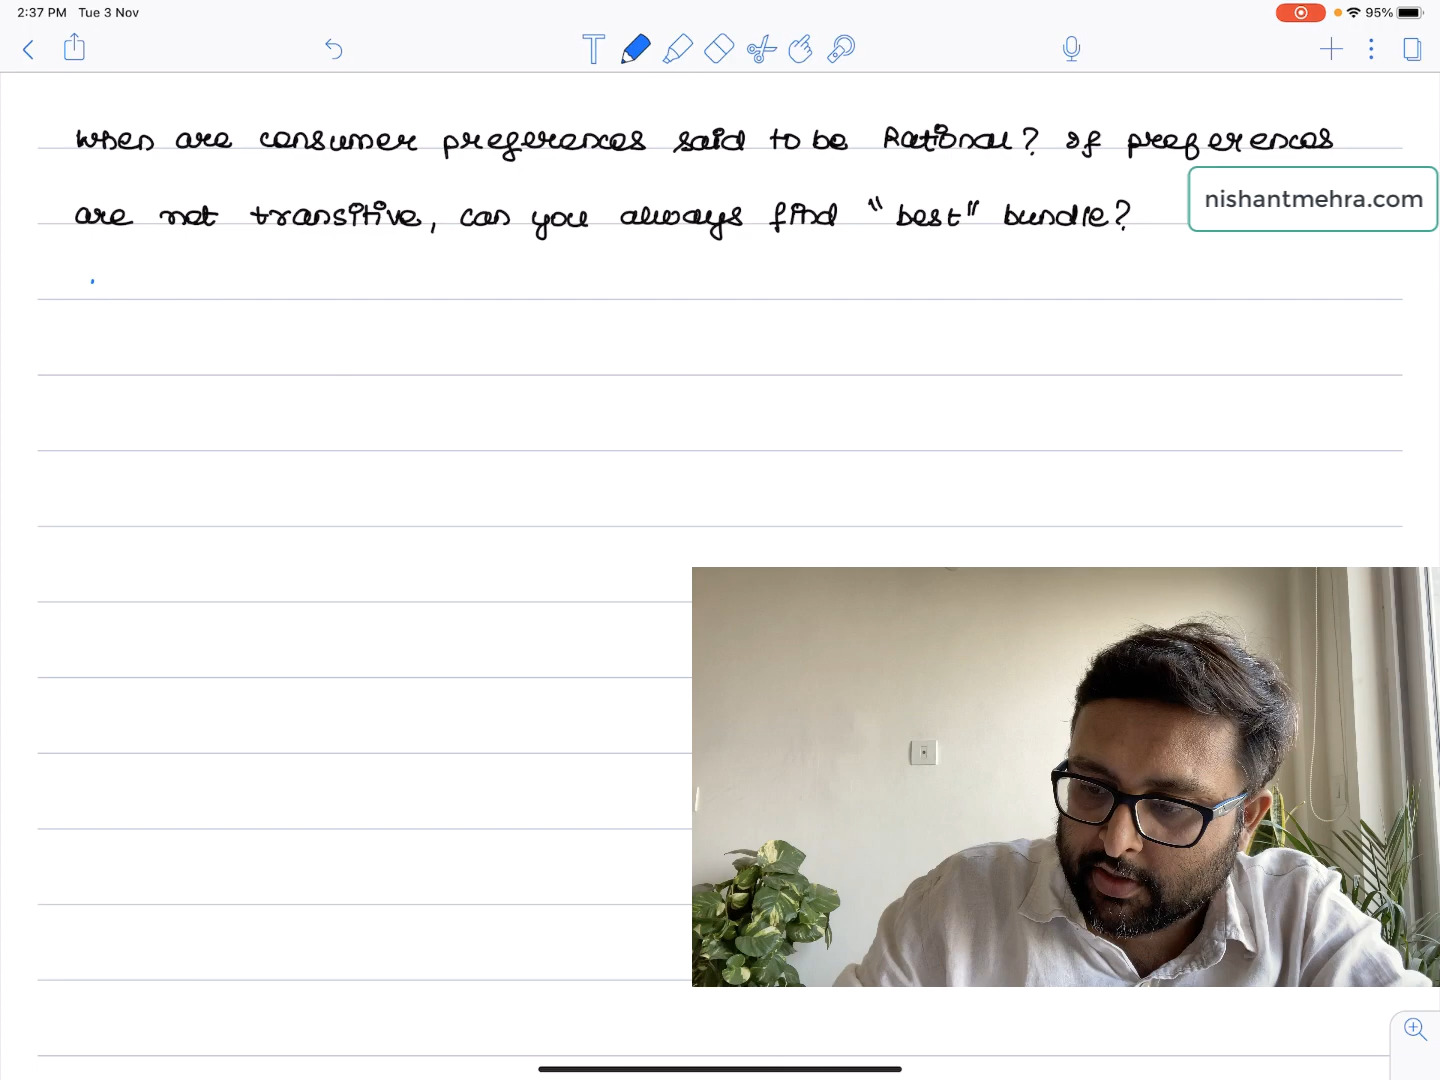 2:37 PM Tue 3 Nov
95%
When are consumer preferences said to be Rational? If preferences
are not transitive, can you always find "best" bundle?
nishantmehra.com